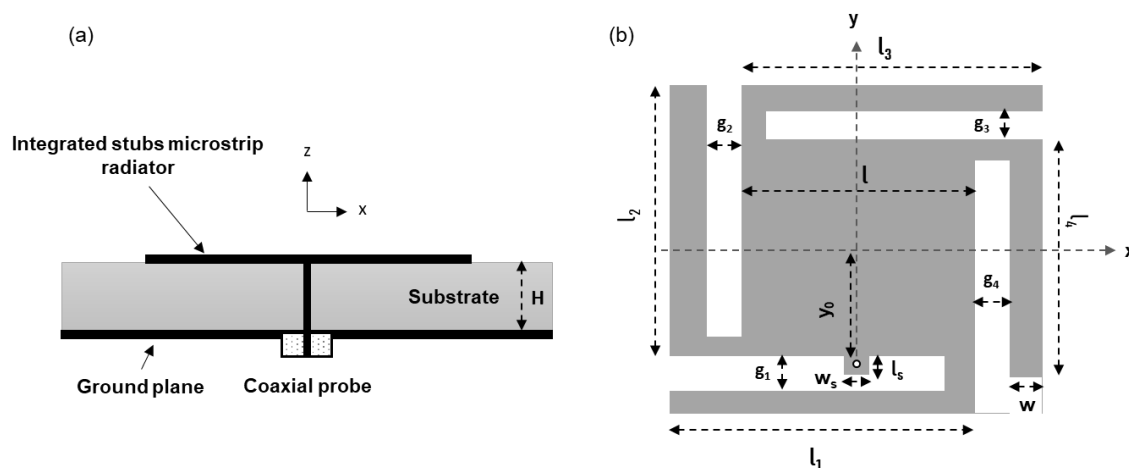 (a)
Integrated stubs microstrip
radiator
z
x
Substrate
H
Ground plane
Coaxial probe
(b)
y
l₃
g₂
g₃
l
l₂
l₄
x
y₀
g₄
g₁
wₛ
lₛ
w
l₁